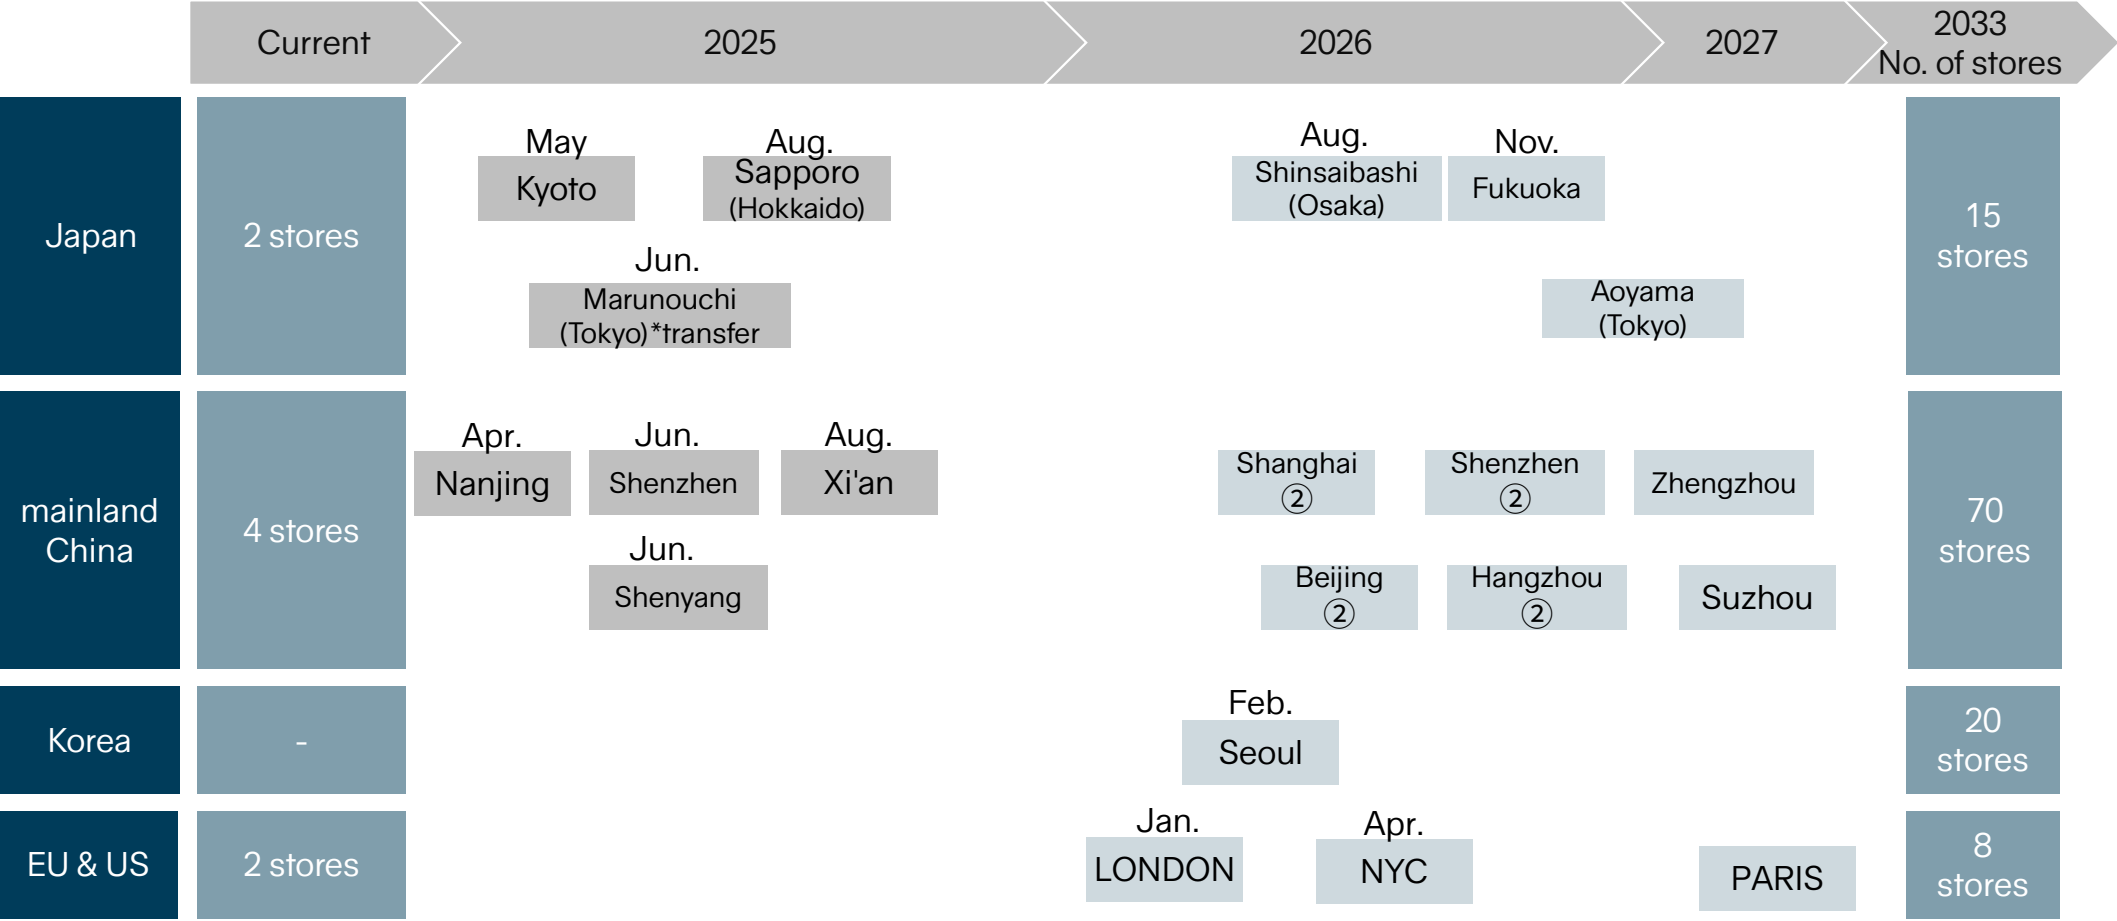 Current
2025
2026
2027
2033
No. of stores
Japan
2 stores
May
Kyoto
Aug.
Sapporo
(Hokkaido)
Jun.
Marunouchi
(Tokyo)*transfer
Aug.
Shinsaibashi
(Osaka)
Nov.
Fukuoka
Aoyama
(Tokyo)
15
stores
mainland
China
4 stores
Apr.
Nanjing
Jun.
Shenzhen
Aug.
Xi'an
Jun.
Shenyang
Shanghai
②
Shenzhen
②
Zhengzhou
Beijing
②
Hangzhou
②
Suzhou
70
stores
Korea
-
Feb.
Seoul
20
stores
EU & US
2 stores
Jan.
LONDON
Apr.
NYC
PARIS
8
stores